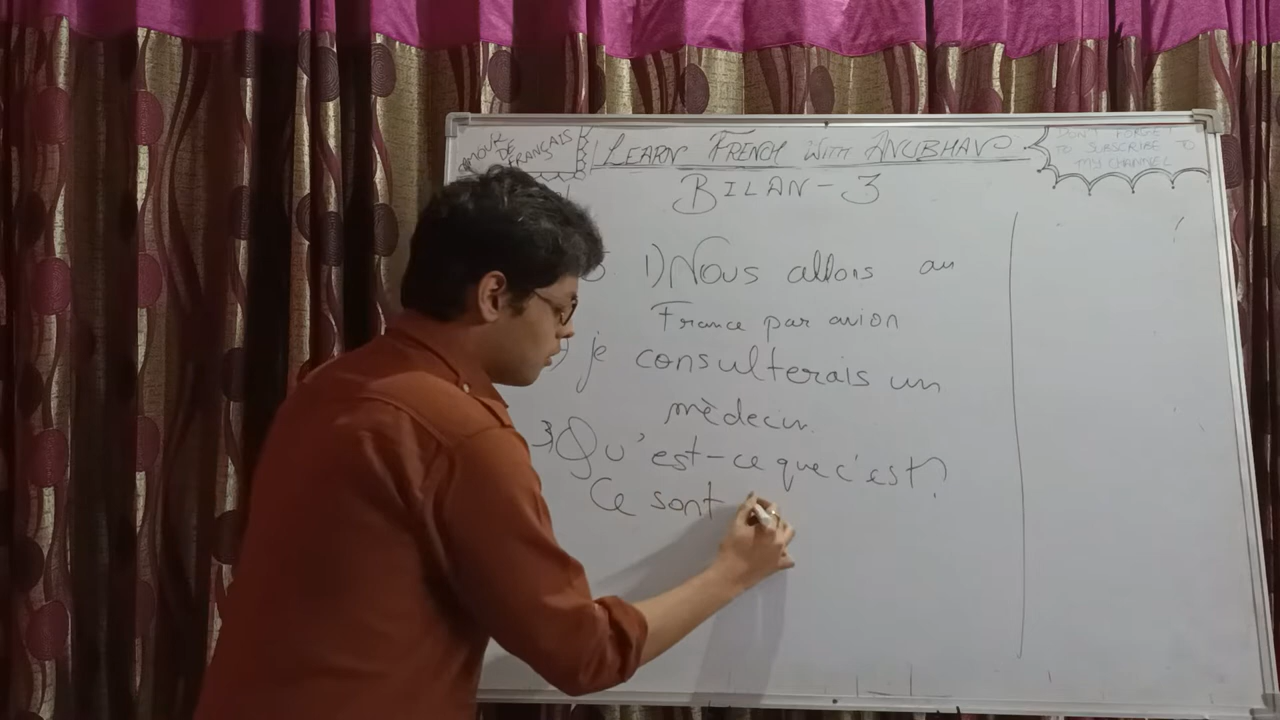 AMOUR DE FRANÇAIS
LEARN FRENCH WITH ANUBHAV
DON'T FORGET
TO SUBSCRIBE TO
MY CHANNEL
BILAN-3
1) Nous allons au
France par avion
je consulterais un
mèdecin.
3) Qu'est-ce que c'est?
Ce sont